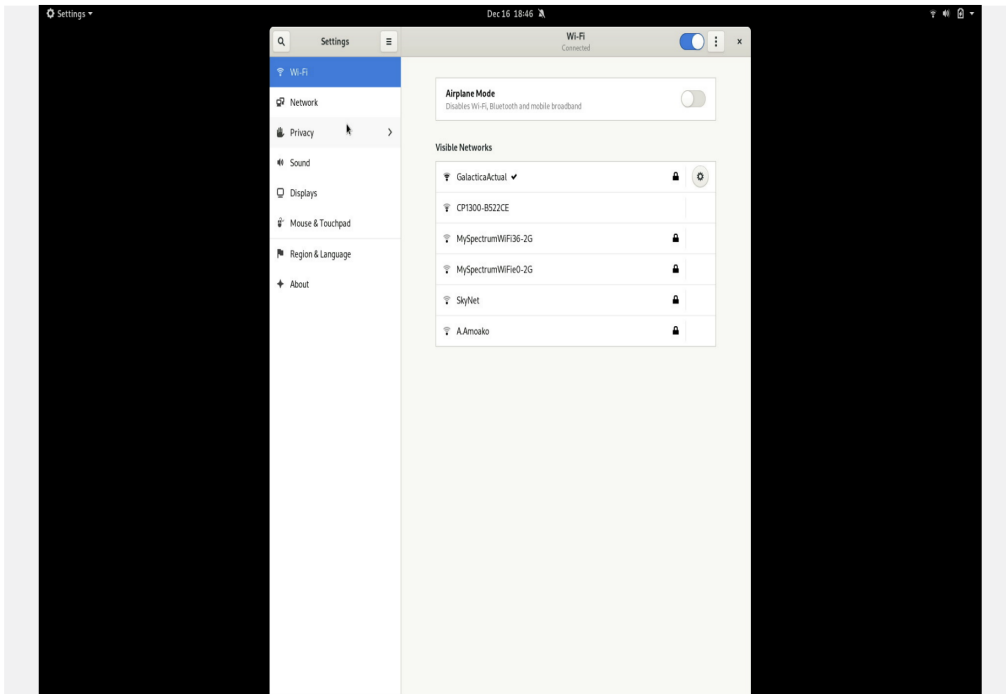 Settings
Dec 16 18:46
Settings
Wi-Fi
Connected
Wi-Fi
Network
Privacy
Sound
Displays
Mouse & Touchpad
Region & Language
About
Airplane Mode
Disables Wi-Fi, Bluetooth and mobile broadband
Visible Networks
GalacticaActual
CP1300-B522CE
MySpectrumWiFi36-2G
MySpectrumWiFie0-2G
SkyNet
A.Amoako